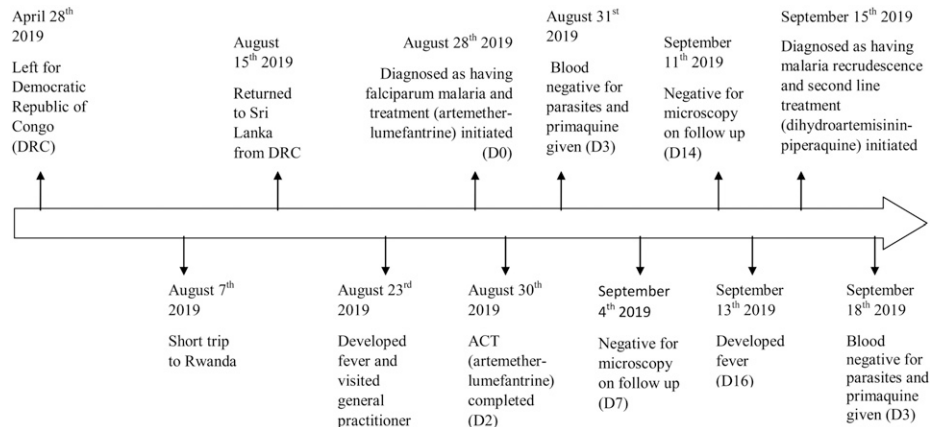 April 28th
2019
Left for
Democratic
Republic of
Congo
(DRC)
August
15th 2019
Returned
to Sri
Lanka
from DRC
August 28th 2019
Diagnosed as having
falciparum malaria and
treatment (artemether-
lumefantrine) initiated
(D0)
August 31st
2019
Blood
negative for
parasites and
primaquine
given (D3)
September
11th 2019
Negative for
microscopy
on follow up
(D14)
September 15th 2019
Diagnosed as having
malaria recrudescence
and second line
treatment
(dihydroartemisinin-
piperaquine) initiated
August 7th
2019
Short trip
to Rwanda
August 23rd
2019
Developed
fever and
visited
general
practitioner
August 30th
2019
ACT
(artemether-
lumefantrine)
completed
(D2)
September
4th 2019
Negative for
microscopy
on follow up
(D7)
September
13th 2019
Developed
fever
(D16)
September
18th 2019
Blood
negative for
parasites and
primaquine
given (D3)